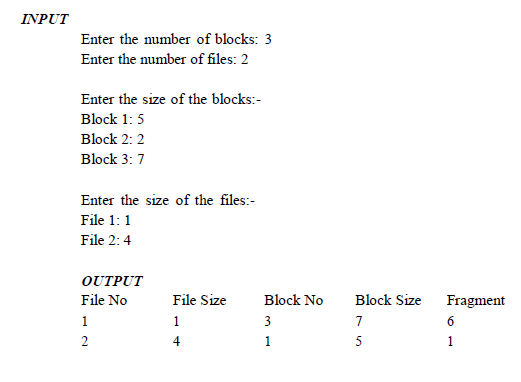 INPUT
Enter the number of blocks: 3
Enter the number of files: 2
Enter the size of the blocks:-
Block 1: 5
Block 2: 2
Block 3: 7
Enter the size of the files:-
File 1: 1
File 2: 4
OUTPUT
File No File Size Block No Block Size Fragment
1 1 3 7 6
2 4 1 5 1